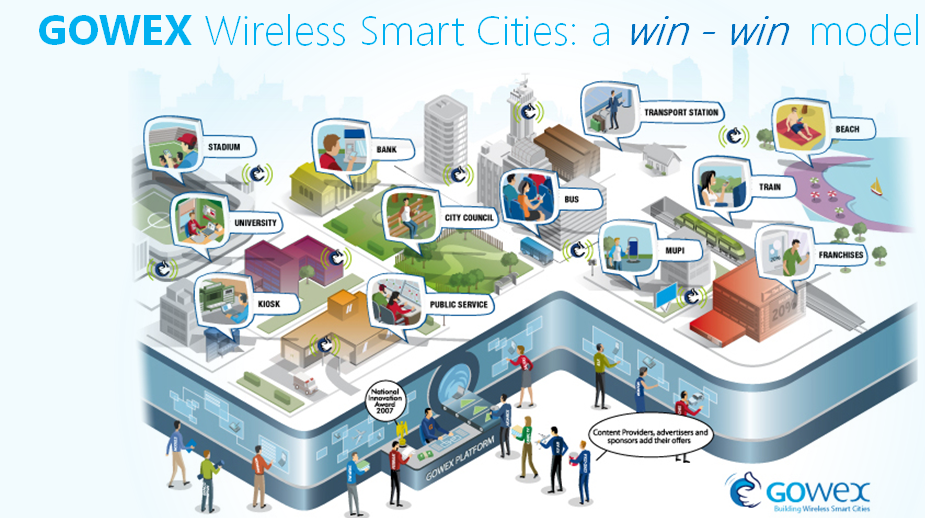 GOWEX Wireless Smart Cities: a win - win model
TRANSPORT STATION
BEACH
STADIUM
BANK
TRAIN
BUS
UNIVERSITY
CITY COUNCIL
MUPI
FRANCHISES
KIOSK
PUBLIC SERVICE
20%
National
Innovation
Award
2007
GOWEX PLATFORM
Content Providers, advertisers and
sponsors add their offers
GOWEX
Building Wireless Smart Cities